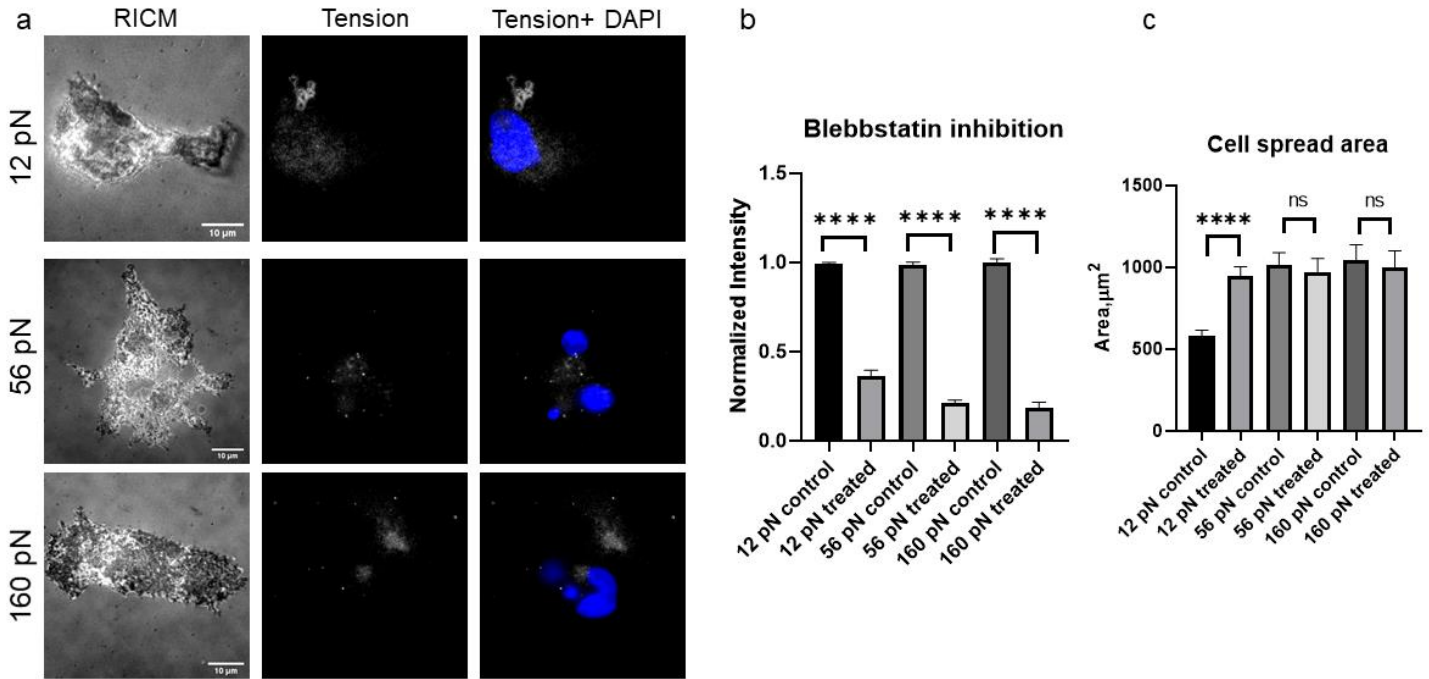 a
RICM
Tension
Tension+ DAPI
12 pN
10 µm
56 pN
10 µm
160 pN
10 µm
b
Blebbstatin inhibition
Normalized Intensity
1.5
1.0
0.5
0.0
**** **** ****
12 pN control
12 pN treated
56 pN control
56 pN treated
160 pN control
160 pN treated
c
Cell spread area
Area,µm²
1500
1000
500
0
**** ns ns
12 pN control
12 pN treated
56 pN control
56 pN treated
160 pN control
160 pN treated